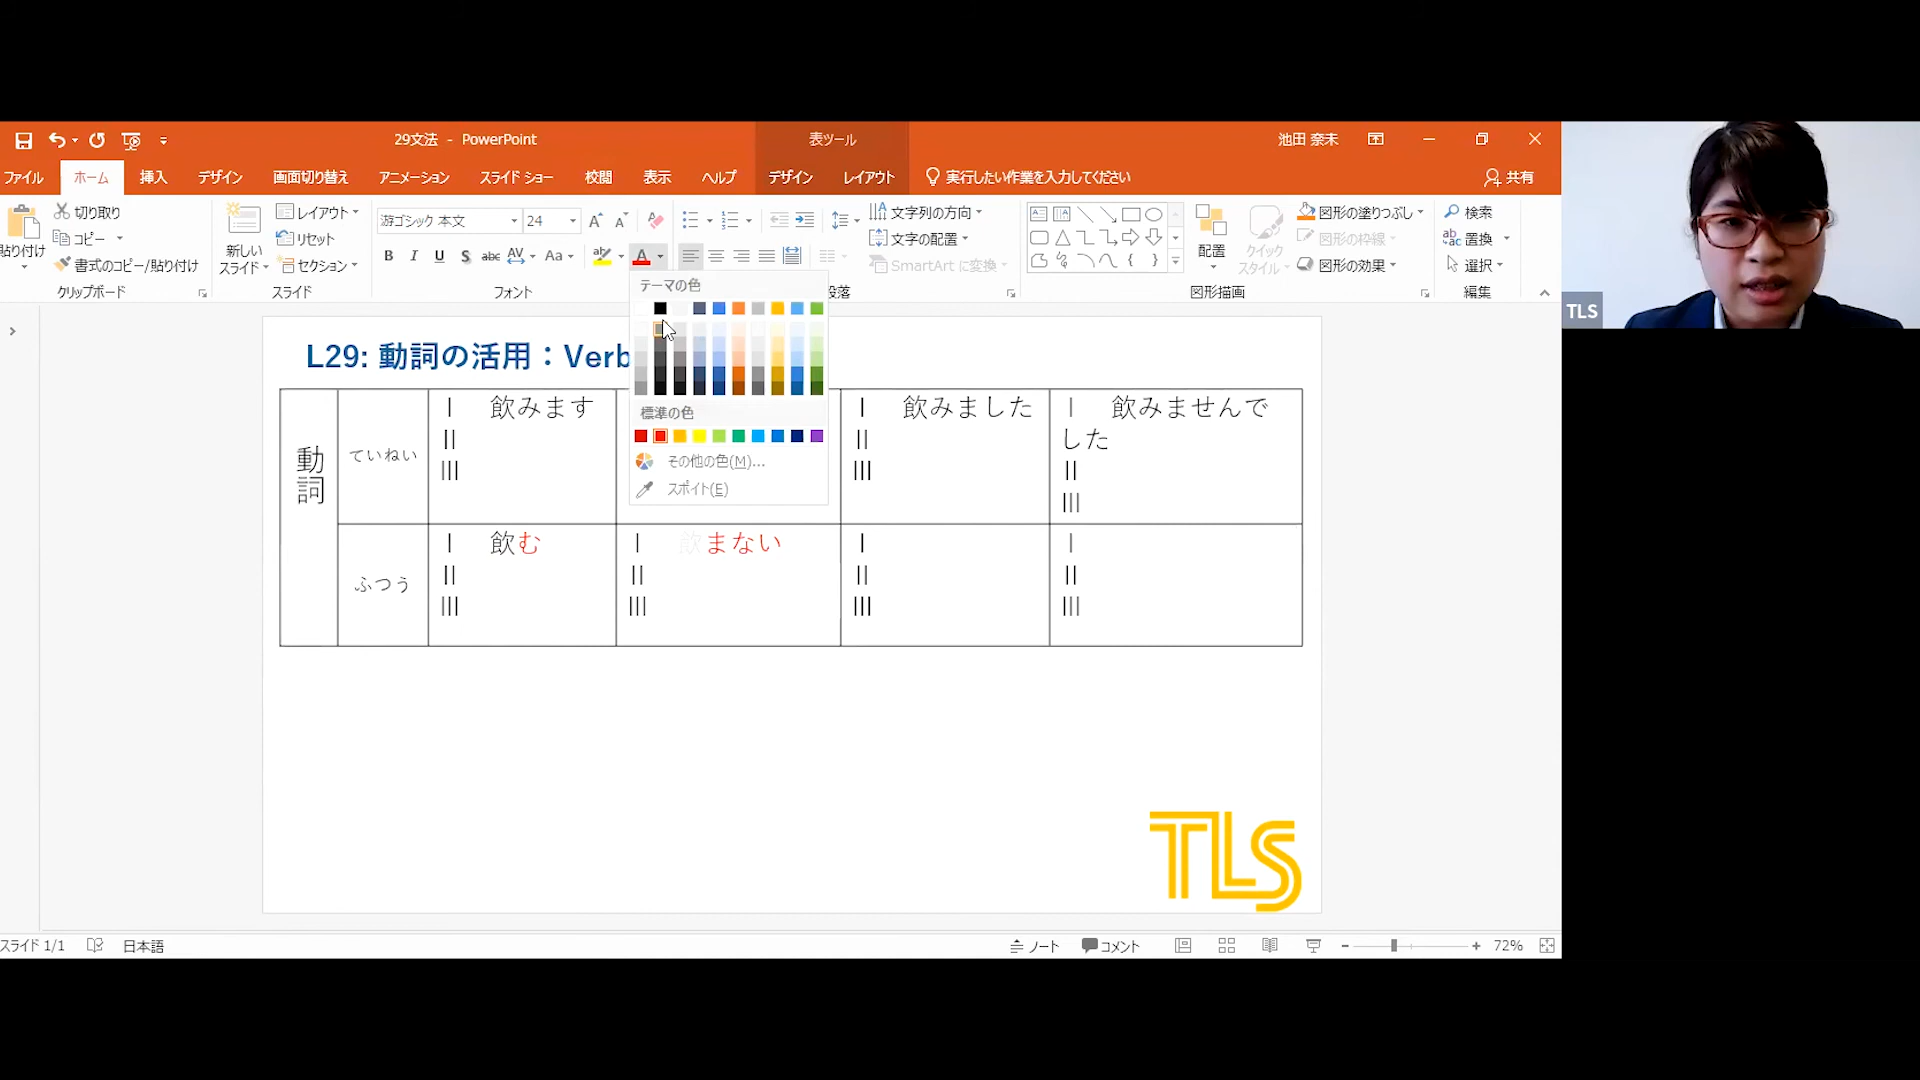 29文法 - PowerPoint
表ツール
池田 奈未
ファイル ホーム 挿入 デザイン 画面切り替え アニメーション スライド ショー 校閲 表示 ヘルプ デザイン レイアウト 実行したい作業を入力してください 共有
貼り付け
切り取り
コピー
書式のコピー/貼り付け
クリップボード
新しい
スライド
レイアウト
リセット
セクション
スライド
游ゴシック 本文 24
B I U S abc AV Aa
フォント
文字列の方向
文字の配置
SmartArt に変換
段落
配置
クイック
スタイル
図形の塗りつぶし
図形の枠線
図形の効果
図形描画
検索
置換
選択
編集
テーマの色
標準の色
その他の色(M)...
スポイト(E)
L29: 動詞の活用：Verb
動詞
ていねい
Ⅰ 飲みます
Ⅱ
Ⅲ
Ⅰ 飲みました
Ⅱ
Ⅲ
Ⅰ 飲みませんで
した
Ⅱ
Ⅲ
ふつう
Ⅰ 飲む
Ⅱ
Ⅲ
Ⅰ 飲まない
Ⅱ
Ⅲ
Ⅰ
Ⅱ
Ⅲ
Ⅰ
Ⅱ
Ⅲ
TLS
スライド 1/1 日本語 ノート コメント 72%
TLS